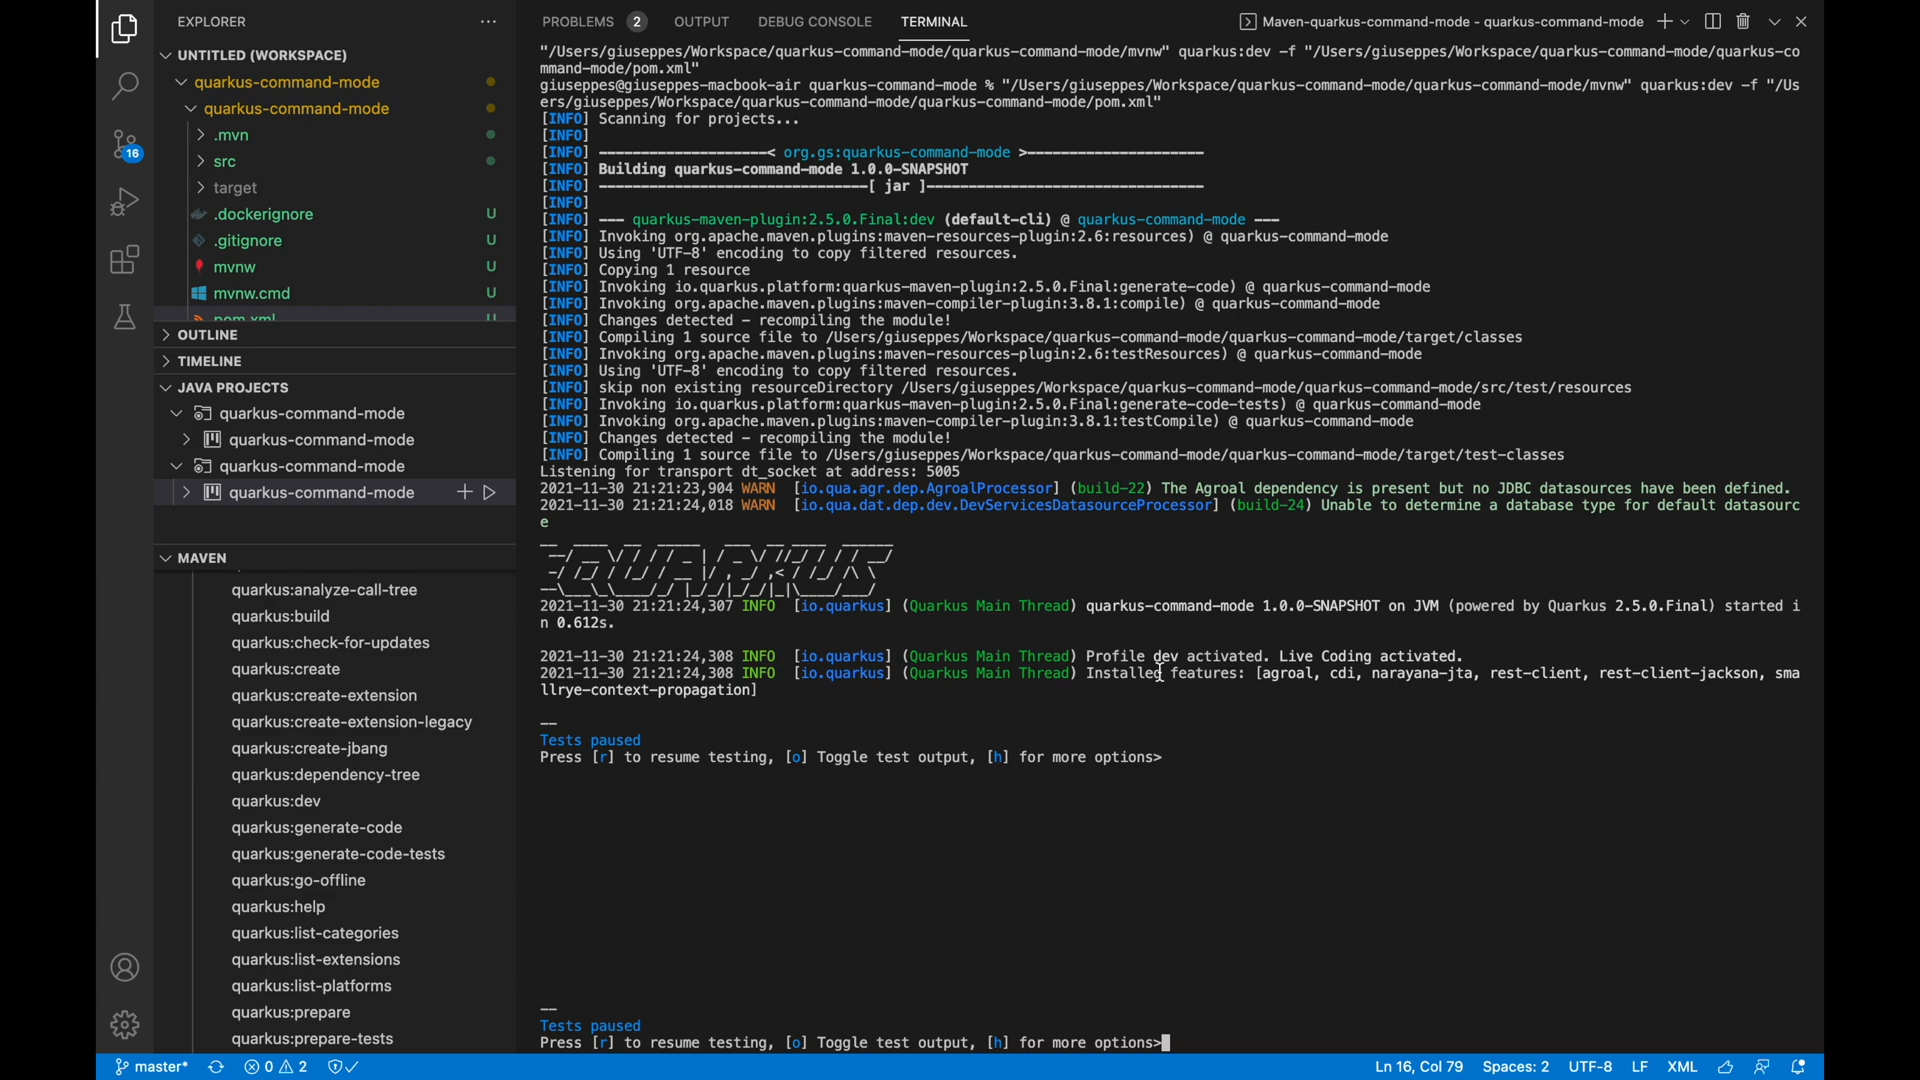 EXPLORER
UNTITLED (WORKSPACE)
quarkus-command-mode
quarkus-command-mode
.mvn
src
target
.dockerignore U
.gitignore U
mvnw U
mvnw.cmd U
pom.xml U
OUTLINE
TIMELINE
JAVA PROJECTS
quarkus-command-mode
quarkus-command-mode
quarkus-command-mode
quarkus-command-mode
MAVEN
quarkus:analyze-call-tree
quarkus:build
quarkus:check-for-updates
quarkus:create
quarkus:create-extension
quarkus:create-extension-legacy
quarkus:create-jbang
quarkus:dependency-tree
quarkus:dev
quarkus:generate-code
quarkus:generate-code-tests
quarkus:go-offline
quarkus:help
quarkus:list-categories
quarkus:list-extensions
quarkus:list-platforms
quarkus:prepare
quarkus:prepare-tests
16
PROBLEMS 2 OUTPUT DEBUG CONSOLE TERMINAL Maven-quarkus-command-mode - quarkus-command-mode
"/Users/giuseppes/Workspace/quarkus-command-mode/quarkus-command-mode/mvnw" quarkus:dev -f "/Users/giuseppes/Workspace/quarkus-command-mode/quarkus-co
mmand-mode/pom.xml"
giuseppes@giuseppes-macbook-air quarkus-command-mode % "/Users/giuseppes/Workspace/quarkus-command-mode/quarkus-command-mode/mvnw" quarkus:dev -f "/Us
ers/giuseppes/Workspace/quarkus-command-mode/quarkus-command-mode/pom.xml"
[INFO] Scanning for projects...
[INFO]
[INFO] --------------------< org.gs:quarkus-command-mode >---------------------
[INFO] Building quarkus-command-mode 1.0.0-SNAPSHOT
[INFO] --------------------------------[ jar ]---------------------------------
[INFO]
[INFO] --- quarkus-maven-plugin:2.5.0.Final:dev (default-cli) @ quarkus-command-mode ---
[INFO] Invoking org.apache.maven.plugins:maven-resources-plugin:2.6:resources) @ quarkus-command-mode
[INFO] Using 'UTF-8' encoding to copy filtered resources.
[INFO] Copying 1 resource
[INFO] Invoking io.quarkus.platform:quarkus-maven-plugin:2.5.0.Final:generate-code) @ quarkus-command-mode
[INFO] Invoking org.apache.maven.plugins:maven-compiler-plugin:3.8.1:compile) @ quarkus-command-mode
[INFO] Changes detected - recompiling the module!
[INFO] Compiling 1 source file to /Users/giuseppes/Workspace/quarkus-command-mode/quarkus-command-mode/target/classes
[INFO] Invoking org.apache.maven.plugins:maven-resources-plugin:2.6:testResources) @ quarkus-command-mode
[INFO] Using 'UTF-8' encoding to copy filtered resources.
[INFO] skip non existing resourceDirectory /Users/giuseppes/Workspace/quarkus-command-mode/quarkus-command-mode/src/test/resources
[INFO] Invoking io.quarkus.platform:quarkus-maven-plugin:2.5.0.Final:generate-code-tests) @ quarkus-command-mode
[INFO] Invoking org.apache.maven.plugins:maven-compiler-plugin:3.8.1:testCompile) @ quarkus-command-mode
[INFO] Changes detected - recompiling the module!
[INFO] Compiling 1 source file to /Users/giuseppes/Workspace/quarkus-command-mode/quarkus-command-mode/target/test-classes
Listening for transport dt_socket at address: 5005
2021-11-30 21:21:23,904 WARN [io.qua.agr.dep.AgroalProcessor] (build-22) The Agroal dependency is present but no JDBC datasources have been defined.
2021-11-30 21:21:24,018 WARN [io.qua.dat.dep.dev.DevServicesDatasourceProcessor] (build-24) Unable to determine a database type for default datasourc
e
QUARKUS
2021-11-30 21:21:24,307 INFO [io.quarkus] (Quarkus Main Thread) quarkus-command-mode 1.0.0-SNAPSHOT on JVM (powered by Quarkus 2.5.0.Final) started i
n 0.612s.
2021-11-30 21:21:24,308 INFO [io.quarkus] (Quarkus Main Thread) Profile dev activated. Live Coding activated.
2021-11-30 21:21:24,308 INFO [io.quarkus] (Quarkus Main Thread) Installed features: [agroal, cdi, narayana-jta, rest-client, rest-client-jackson, sma
llrye-context-propagation]
--
Tests paused
Press [r] to resume testing, [o] Toggle test output, [h] for more options>
--
Tests paused
Press [r] to resume testing, [o] Toggle test output, [h] for more options>
master* 0 2 Ln 16, Col 79 Spaces: 2 UTF-8 LF XML